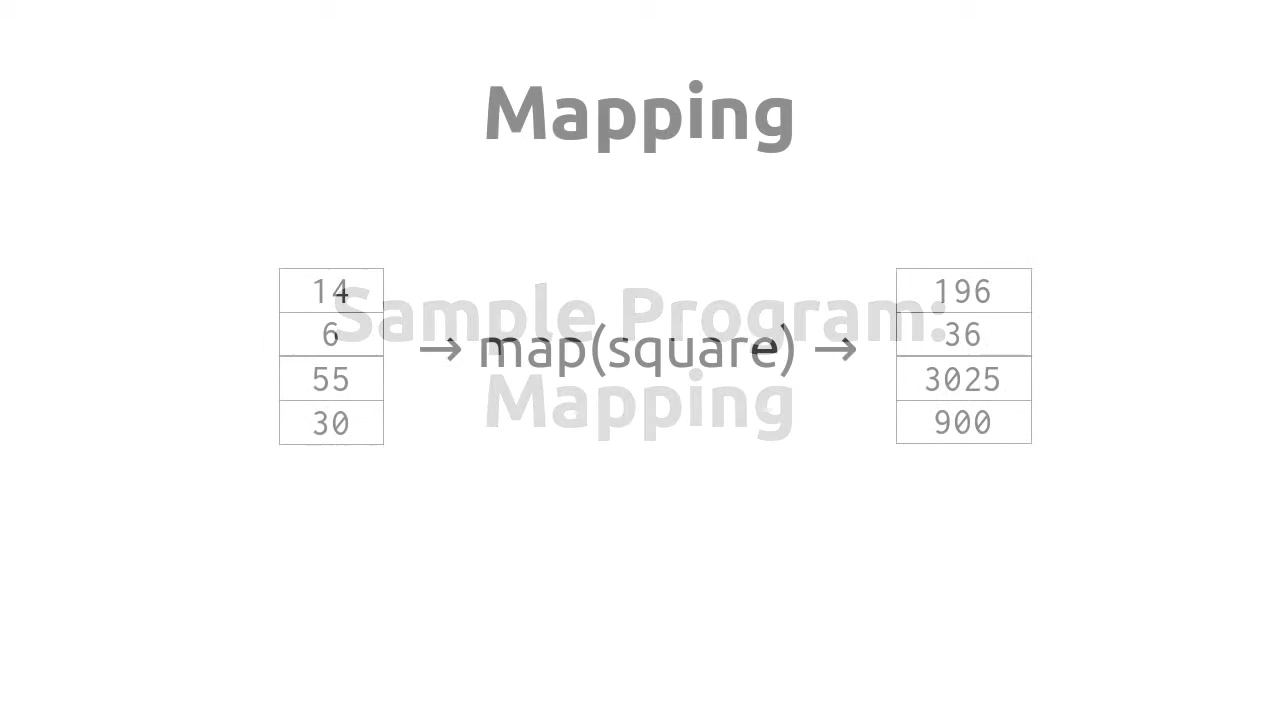 Mapping
14
6
55
30
→ map(square) →
196
36
3025
900
Sample Program:
Mapping